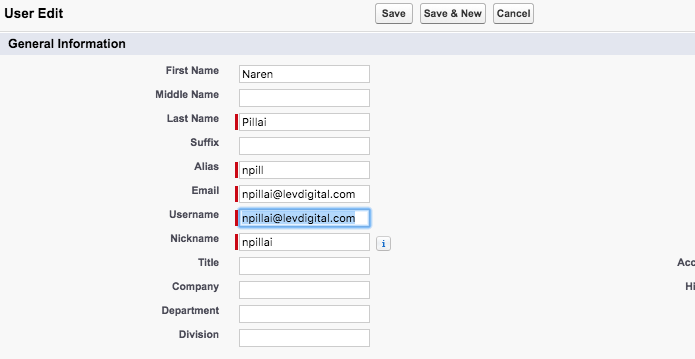 User Edit
Save
Save & New
Cancel
General Information
First Name Naren
Middle Name
Last Name Pillai
Suffix
Alias npill
Email npillai@levdigital.com
Username npillai@levdigital.com
Nickname npillai i
Title Acc
Company Hi
Department
Division